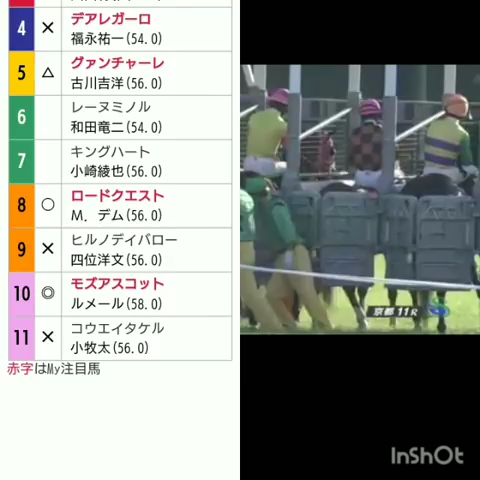 4 × デアレガーロ
福永祐一(54.0)
5 △ グァンチャーレ
古川吉洋(56.0)
6 レーヌミノル
和田竜二(54.0)
7 キングハート
小崎綾也(56.0)
8 ○ ロードクエスト
M．デム(56.0)
9 × ヒルノデイバロー
四位洋文(56.0)
10 ◎ モズアスコット
ルメール(58.0)
11 × コウエイタケル
小牧太(56.0)
赤字はMy注目馬
京都 11R
InShOt